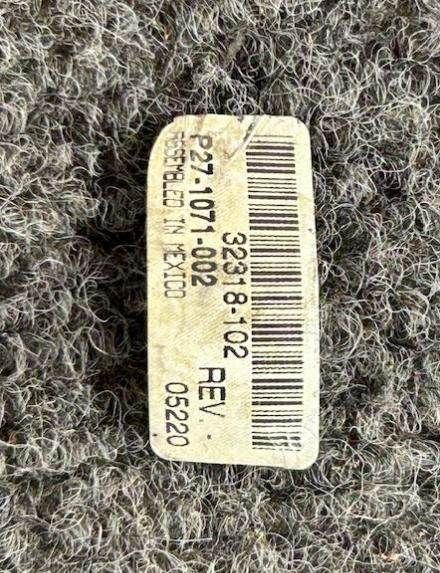 32318-102
P27-1071-002 REV.
ASSEMBLED IN MEXICO 05220